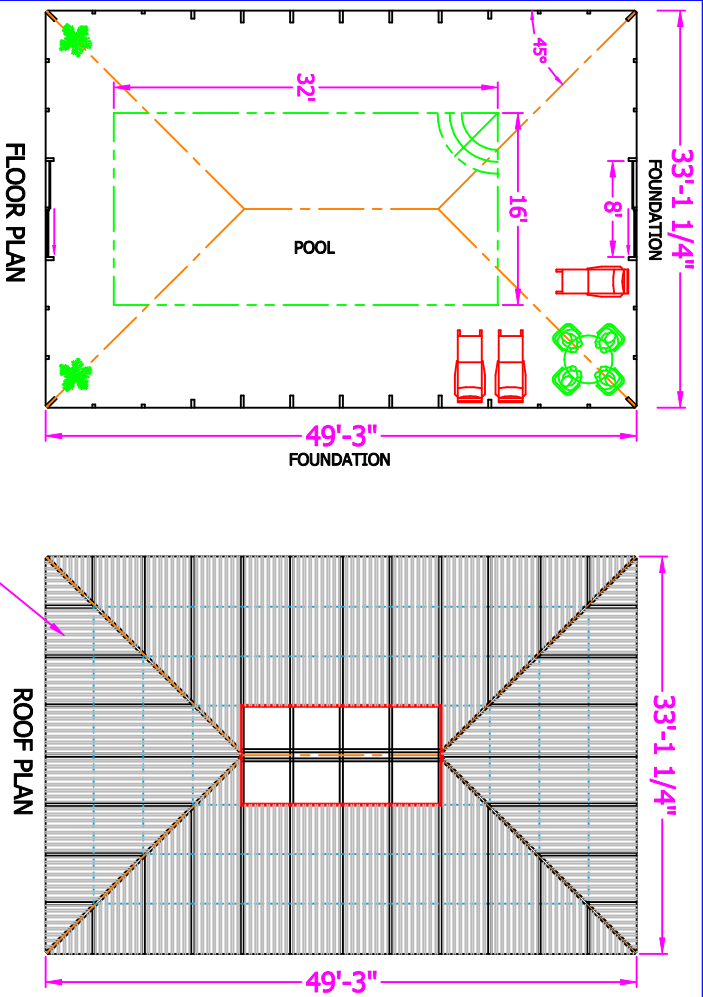 45°
32'
16'
8'
33'-1 1/4"
FOUNDATION
POOL
FLOOR PLAN
49'-3"
FOUNDATION
33'-1 1/4"
ROOF PLAN
49'-3"